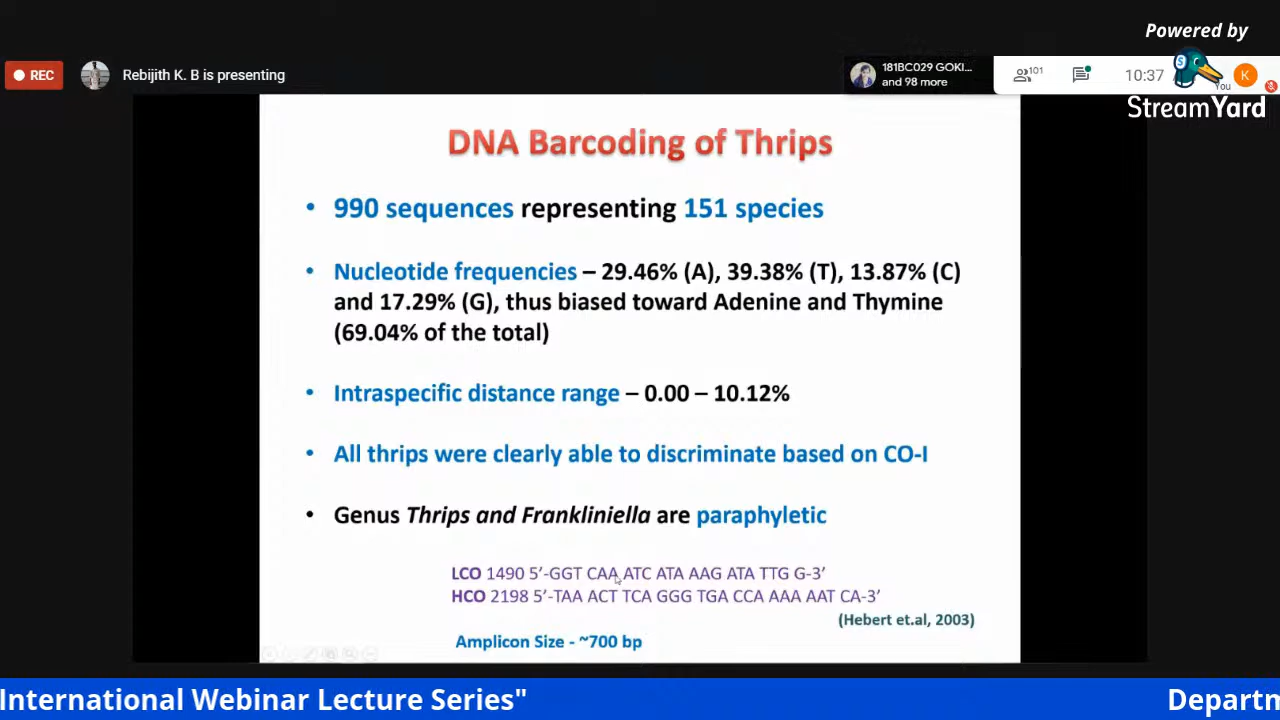 Powered by
REC
Rebijith K. B is presenting
181BC029 GOKI...
and 98 more
101
10:37
You
K
S
StreamYard
DNA Barcoding of Thrips
• 990 sequences representing 151 species
• Nucleotide frequencies – 29.46% (A), 39.38% (T), 13.87% (C)
and 17.29% (G), thus biased toward Adenine and Thymine
(69.04% of the total)
• Intraspecific distance range – 0.00 – 10.12%
• All thrips were clearly able to discriminate based on CO-I
• Genus Thrips and Frankliniella are paraphyletic
LCO 1490 5’-GGT CAA ATC ATA AAG ATA TTG G-3’
HCO 2198 5’-TAA ACT TCA GGG TGA CCA AAA AAT CA-3’
(Hebert et.al, 2003)
Amplicon Size - ~700 bp
International Webinar Lecture Series" Departn